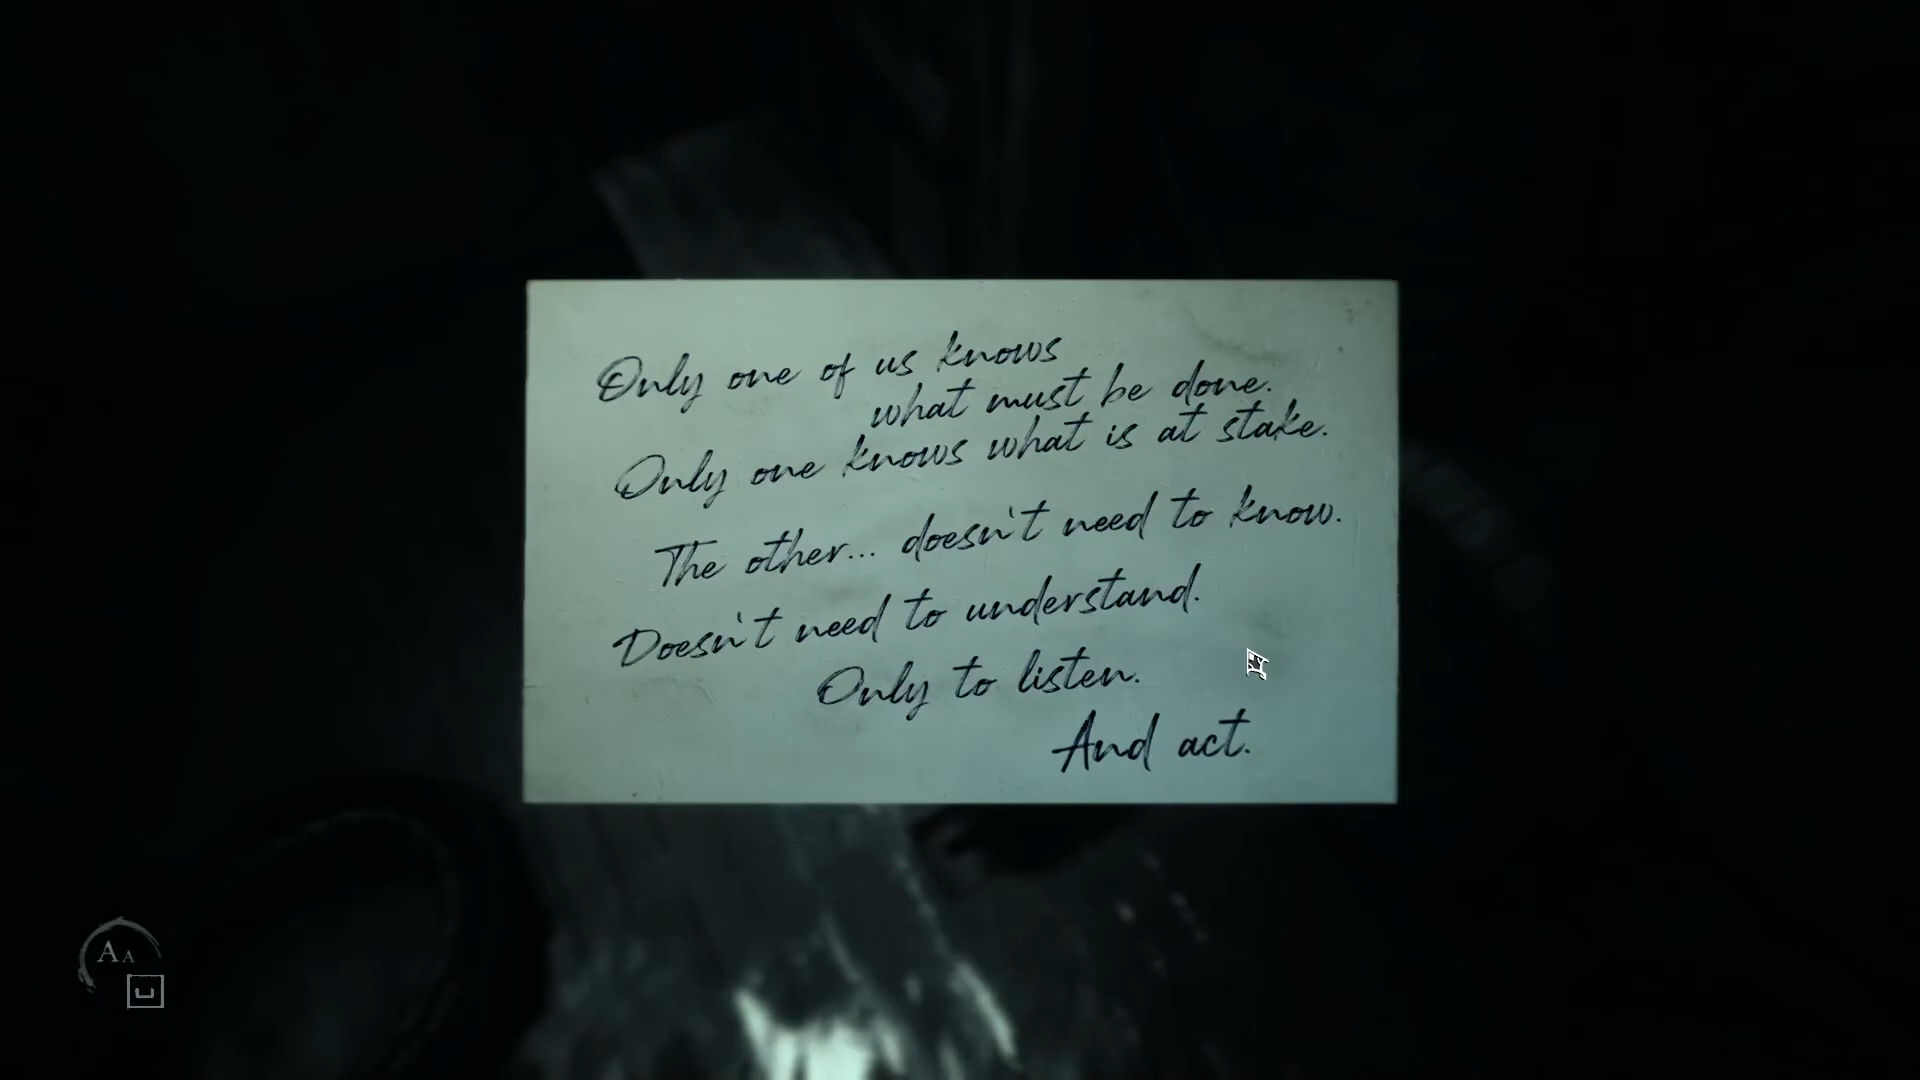 Only one of us knows
what must be done.
Only one knows what is at stake.
The other... doesn't need to know.
Doesn't need to understand.
Only to listen.
And act.
AA